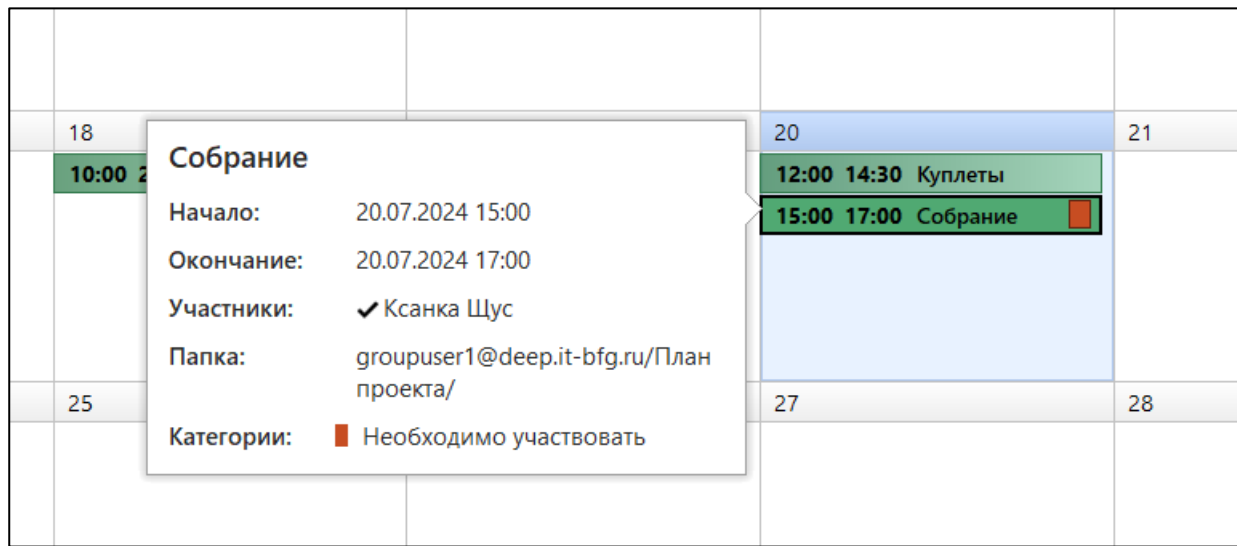 18
20
21
10:00 2
12:00 14:30 Куплеты
15:00 17:00 Собрание
Собрание
Начало: 20.07.2024 15:00
Окончание: 20.07.2024 17:00
Участники: ✔ Ксанка Щус
Папка: groupuser1@deep.it-bfg.ru/План
проекта/
Категории: Необходимо участвовать
25
27
28